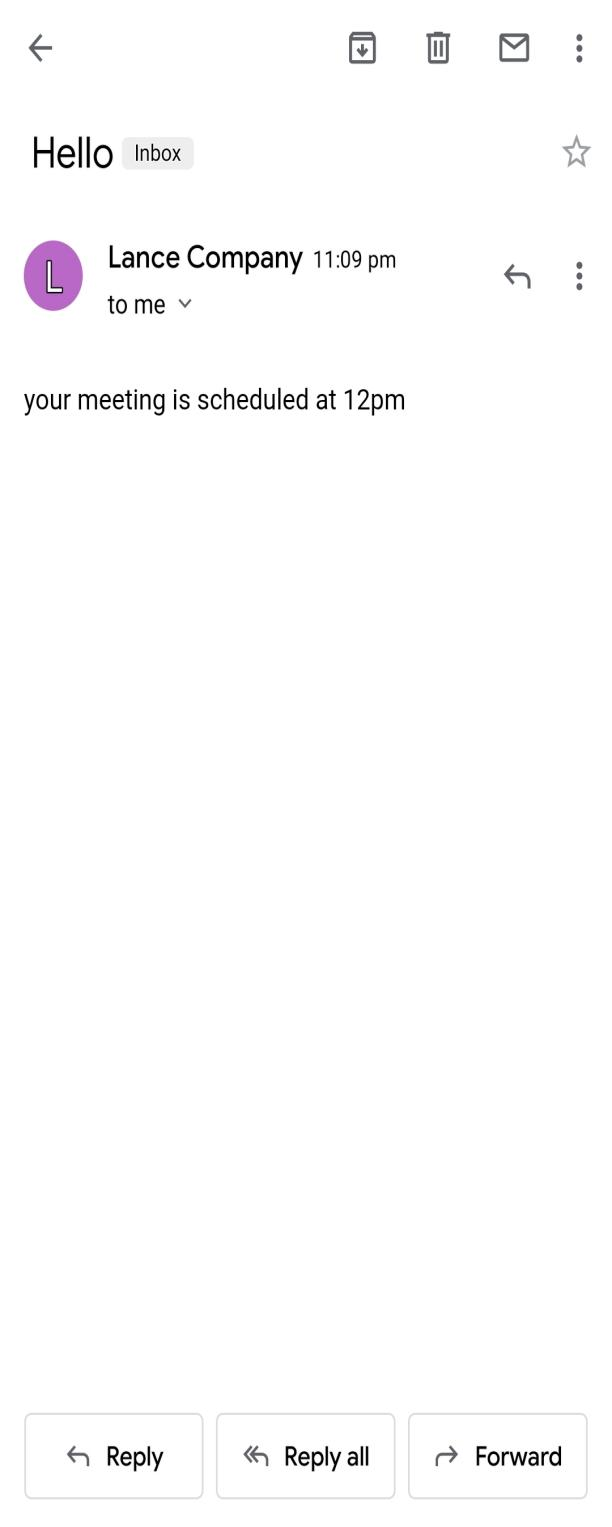 Hello Inbox
L
Lance Company 11:09 pm
to me
your meeting is scheduled at 12pm
Reply Reply all Forward